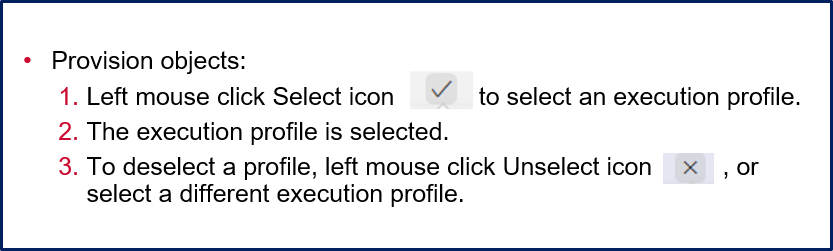 • Provision objects:
1. Left mouse click Select icon to select an execution profile.
2. The execution profile is selected.
3. To deselect a profile, left mouse click Unselect icon , or
select a different execution profile.